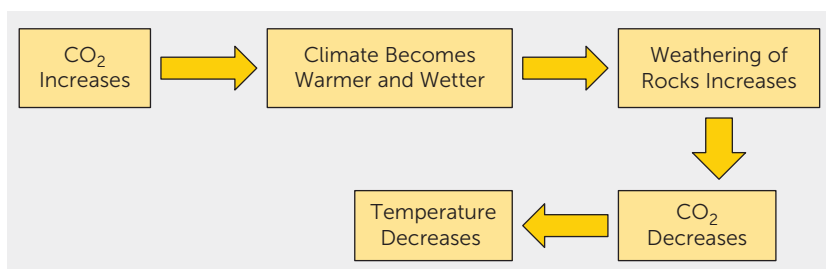 CO₂
Increases
Climate Becomes
Warmer and Wetter
Weathering of
Rocks Increases
CO₂
Decreases
Temperature
Decreases